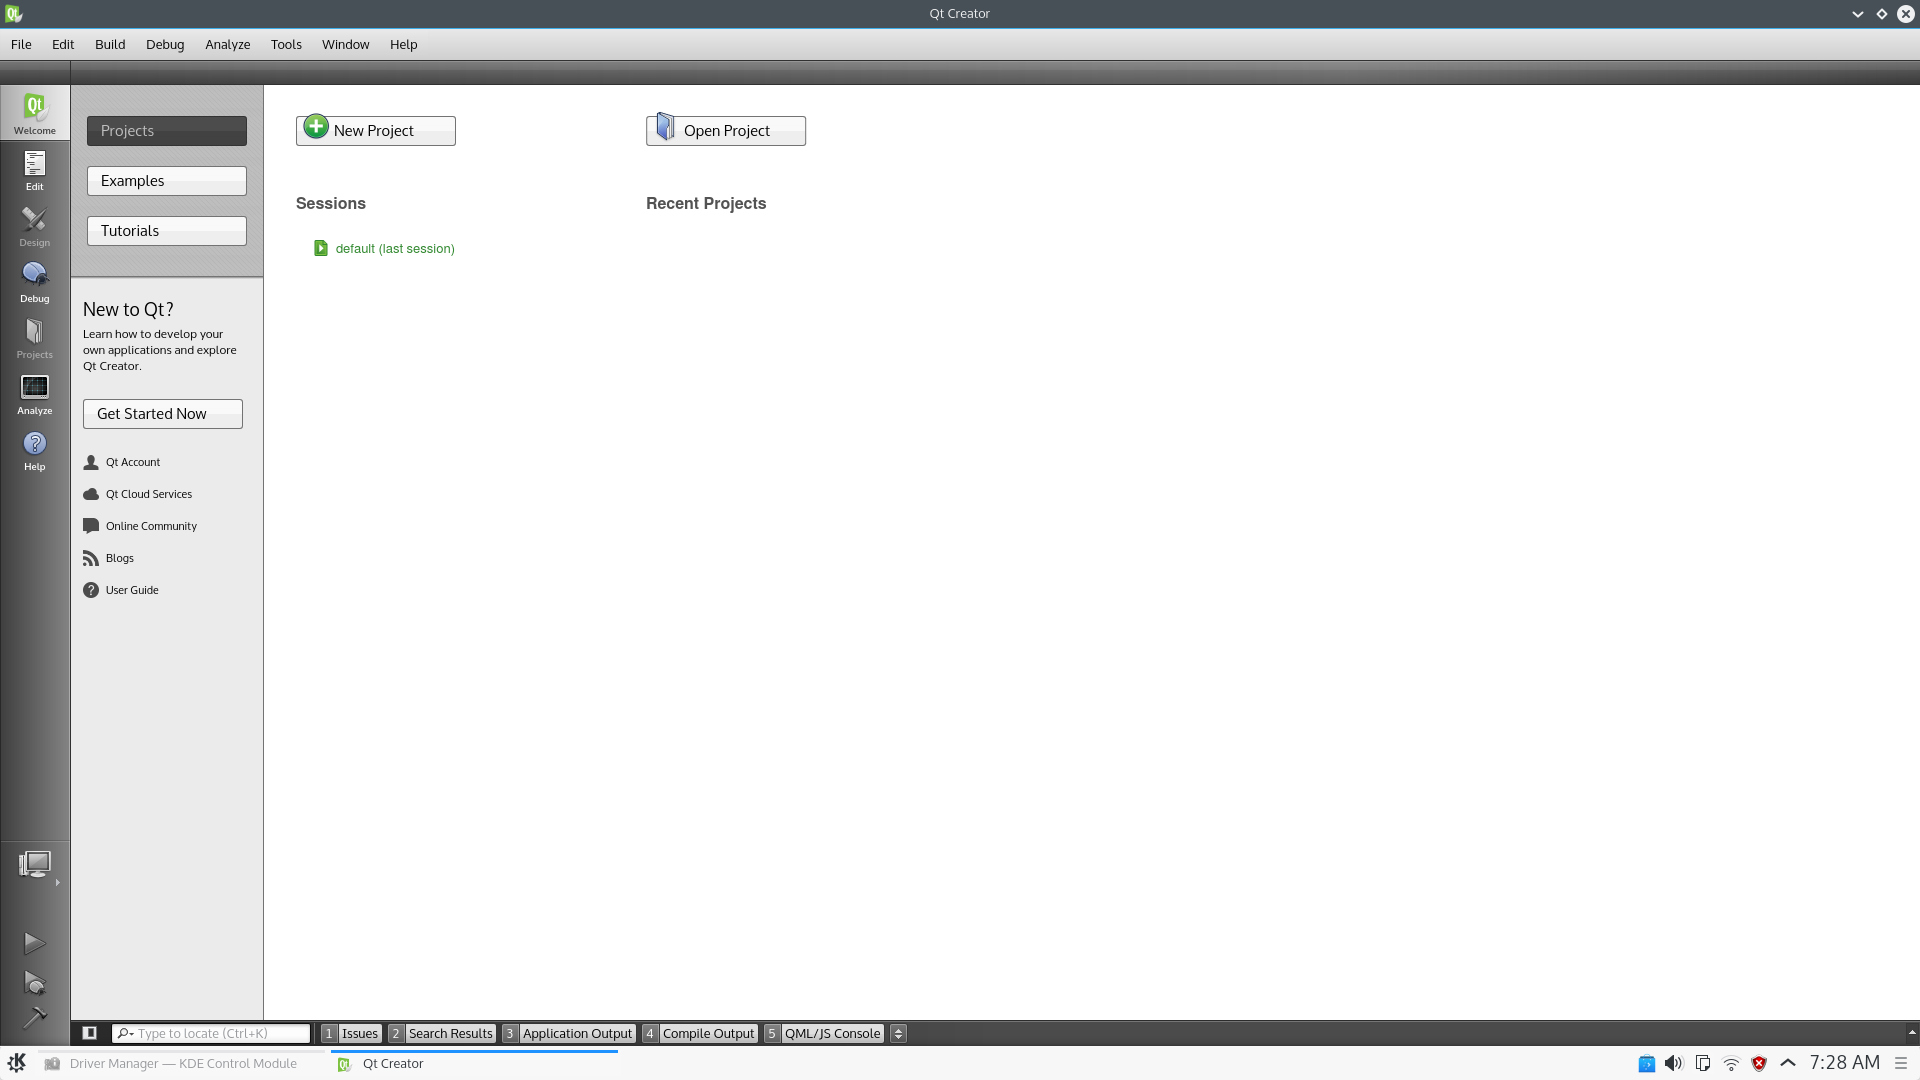 Qt Creator
File Edit Build Debug Analyze Tools Window Help
Qt
Welcome
Edit
Design
Debug
Projects
Analyze
Help
Projects
Examples
Tutorials
New to Qt?
Learn how to develop your
own applications and explore
Qt Creator.
Get Started Now
Qt Account
Qt Cloud Services
Online Community
Blogs
User Guide
New Project
Open Project
Sessions
Recent Projects
default (last session)
Type to locate (Ctrl+K)
1 Issues 2 Search Results 3 Application Output 4 Compile Output 5 QML/JS Console
Driver Manager — KDE Control Module
Qt Creator
7:28 AM